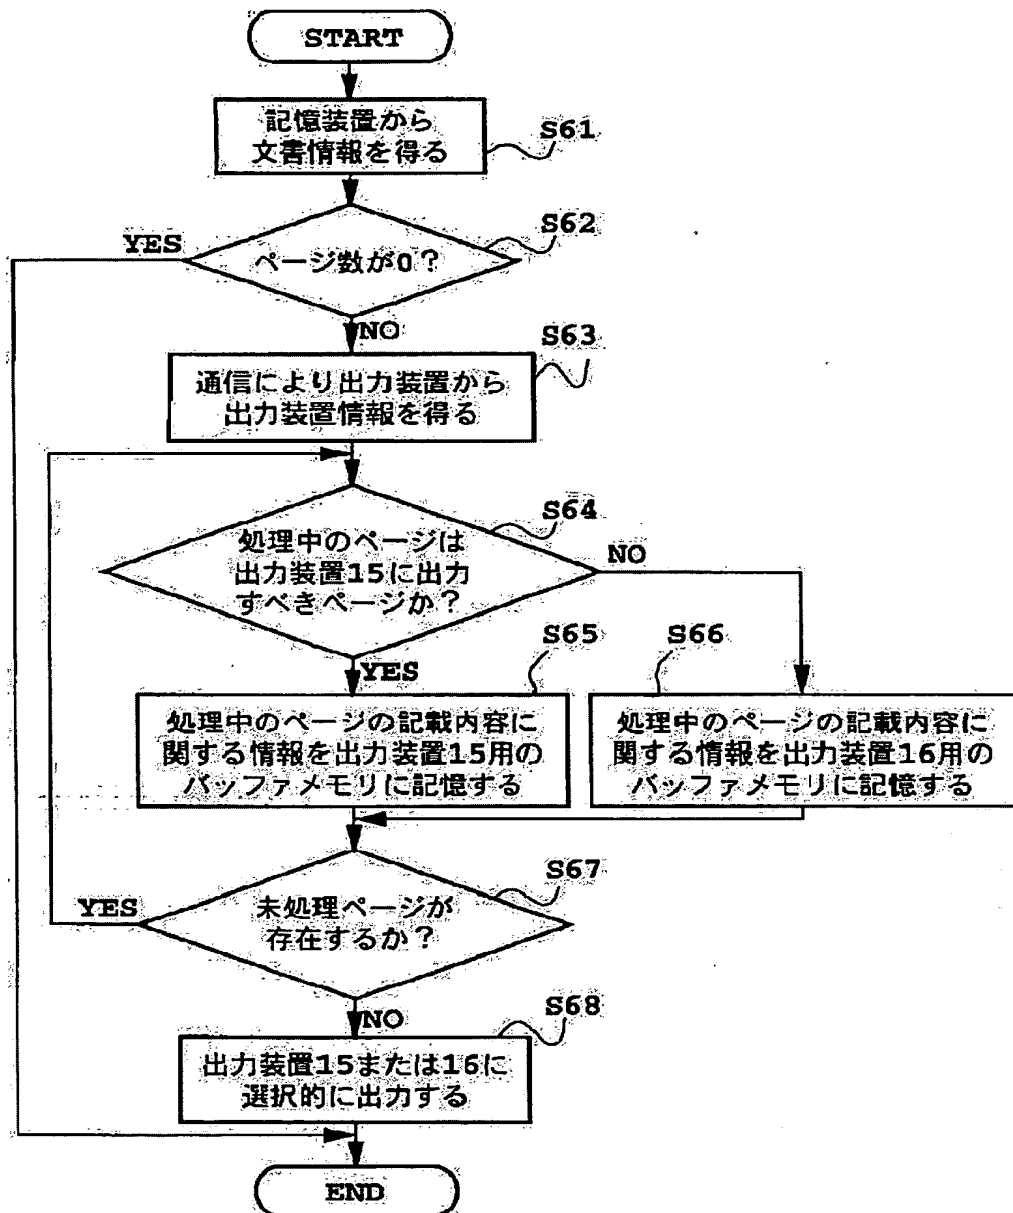 START
記憶装置から
文書情報を得る
S61
S62
YES
ページ数が0？
NO
S63
通信により出力装置から
出力装置情報を得る
S64
処理中のページは
出力装置15に出力
すべきページか？
NO
YES
S65
S66
処理中のページの記載内容に
関する情報を出力装置15用の
バッファメモリに記憶する
処理中のページの記載内容に
関する情報を出力装置16用の
バッファメモリに記憶する
S67
YES
未処理ページが
存在するか？
NO
S68
出力装置15または16に
選択的に出力する
END